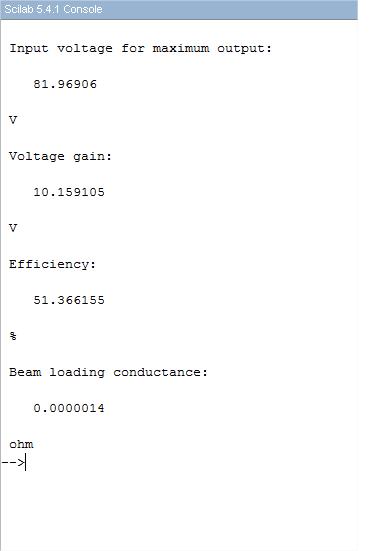 Scilab 5.4.1 Console
Input voltage for maximum output:
81.96906
V
Voltage gain:
10.159105
V
Efficiency:
51.366155
%
Beam loading conductance:
0.0000014
ohm
-->